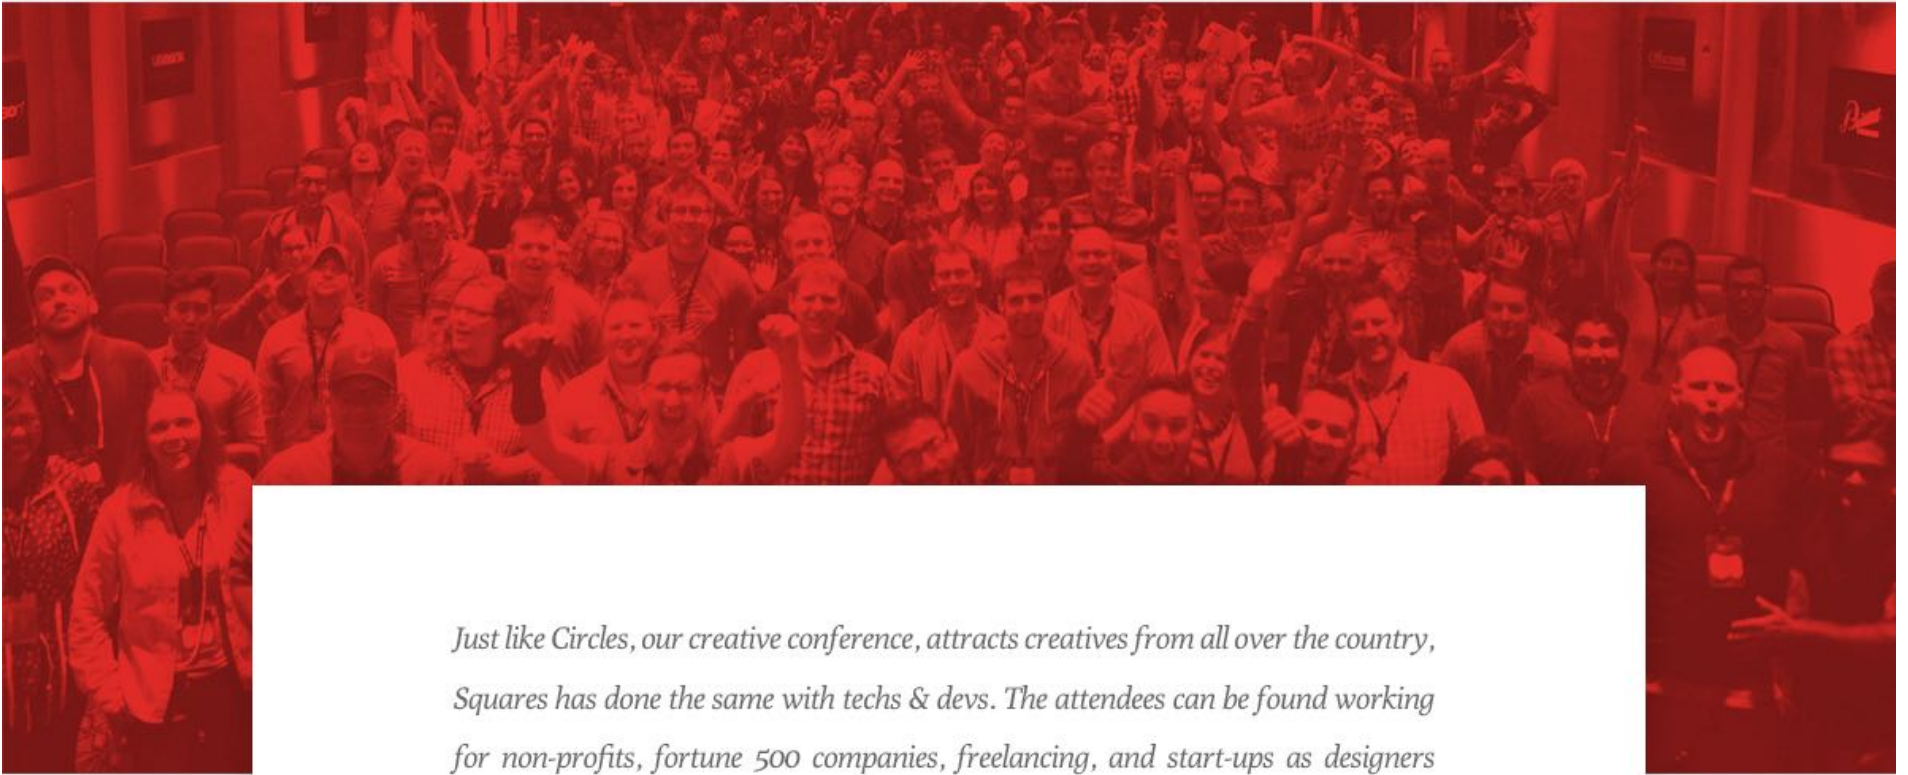 Just like Circles, our creative conference, attracts creatives from all over the country,
Squares has done the same with techs & devs. The attendees can be found working
for non-profits, fortune 500 companies, freelancing, and start-ups as designers